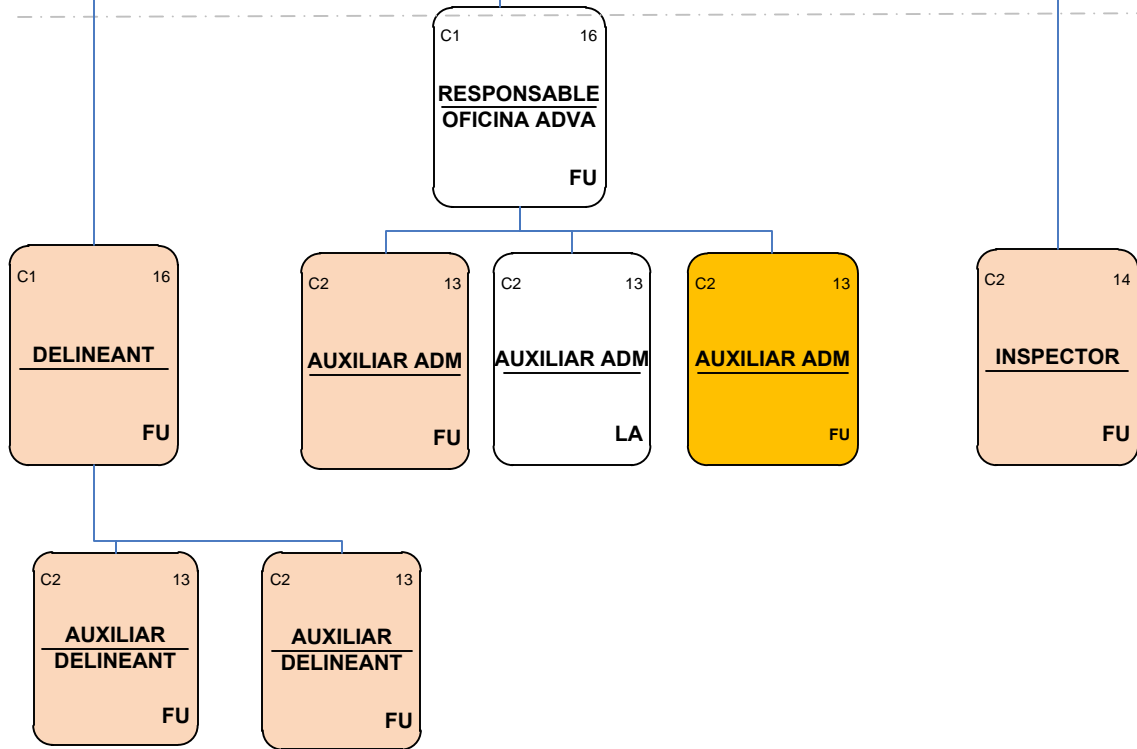 C1 16
RESPONSABLE
OFICINA ADVA
FU
C1 16
DELINEANT
FU
C2 13
AUXILIAR ADM
FU
C2 13
AUXILIAR ADM
LA
C2 13
AUXILIAR ADM
FU
C2 14
INSPECTOR
FU
C2 13
AUXILIAR
DELINEANT
FU
C2 13
AUXILIAR
DELINEANT
FU